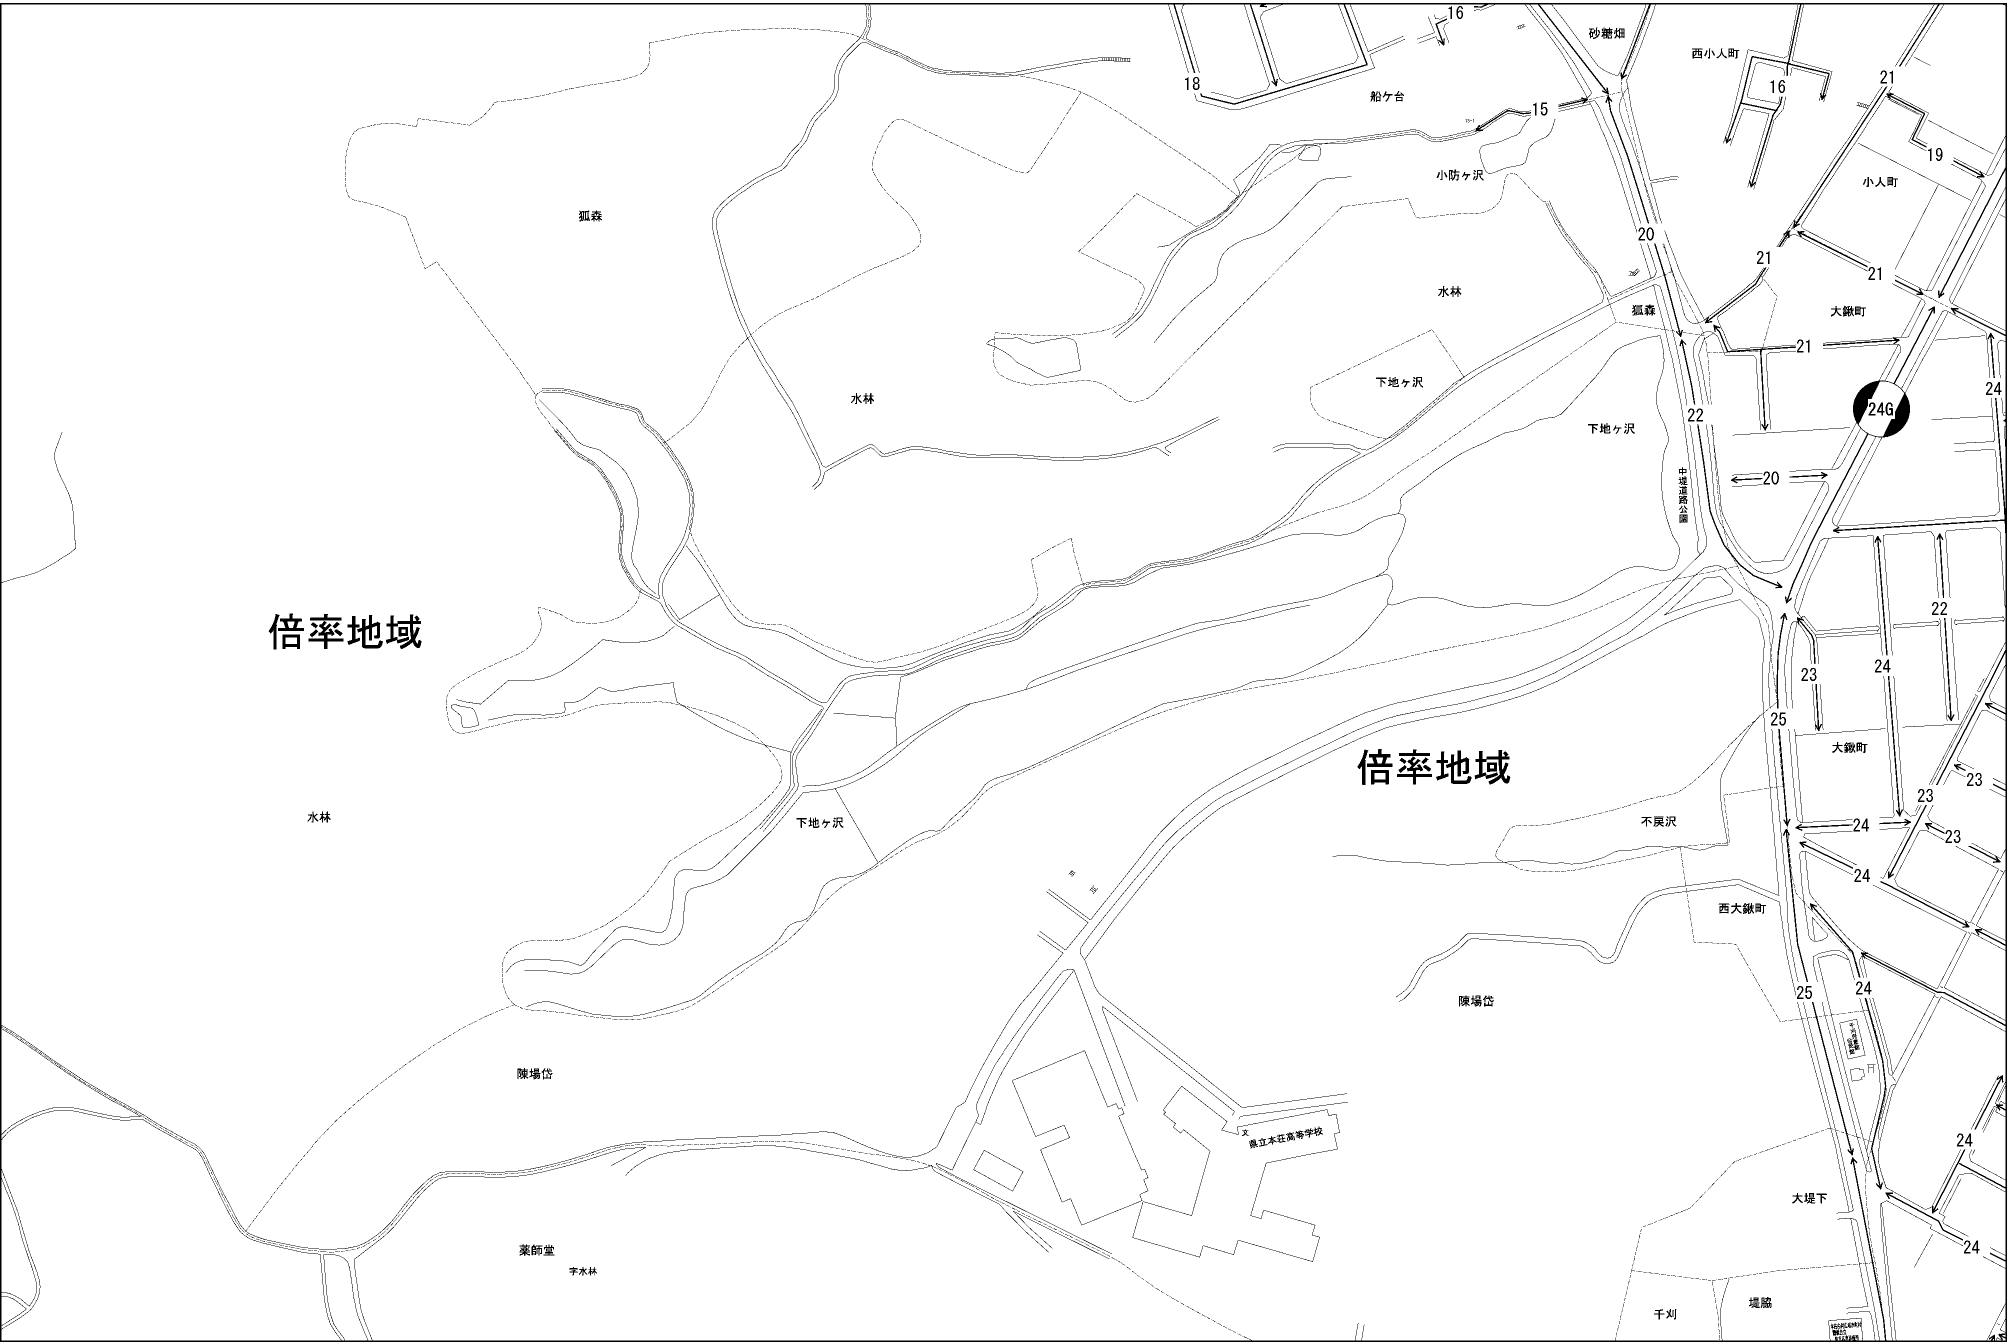 16
砂糖畑
西小人町
21
18
16
船ケ台
15
19
小防ヶ沢
小人町
狐森
20
21
21
水林
狐森
大鍬町
21
下地ヶ沢
24
水林
24G
22
下地ヶ沢
20
中堤道路公園
22
倍率地域
24
23
25
大鍬町
倍率地域
23
23
水林
下地ヶ沢
不戻沢
24
23
24
西大鍬町
25
24
陳場岱
陳場岱
文
県立本荘高等学校
24
大堤下
薬師堂
24
字水林
堤脇
千刈